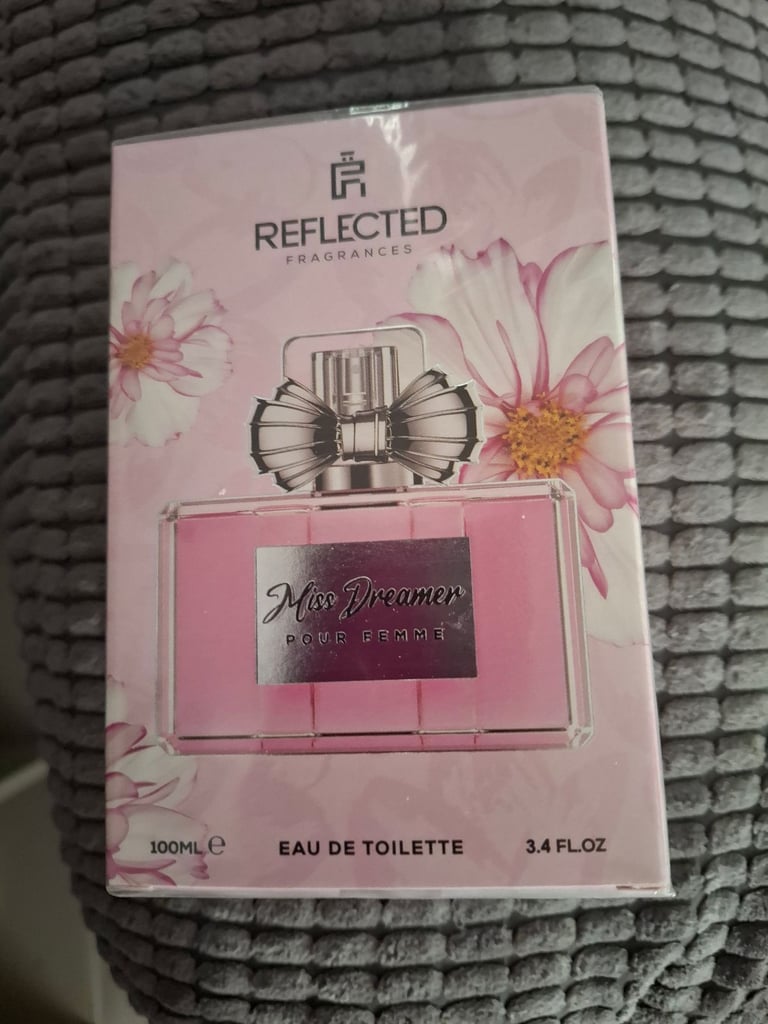 REFLECTED
FRAGRANCES
Miss Dreamer
POUR FEMME
100ML ℮ EAU DE TOILETTE 3.4 FL.OZ